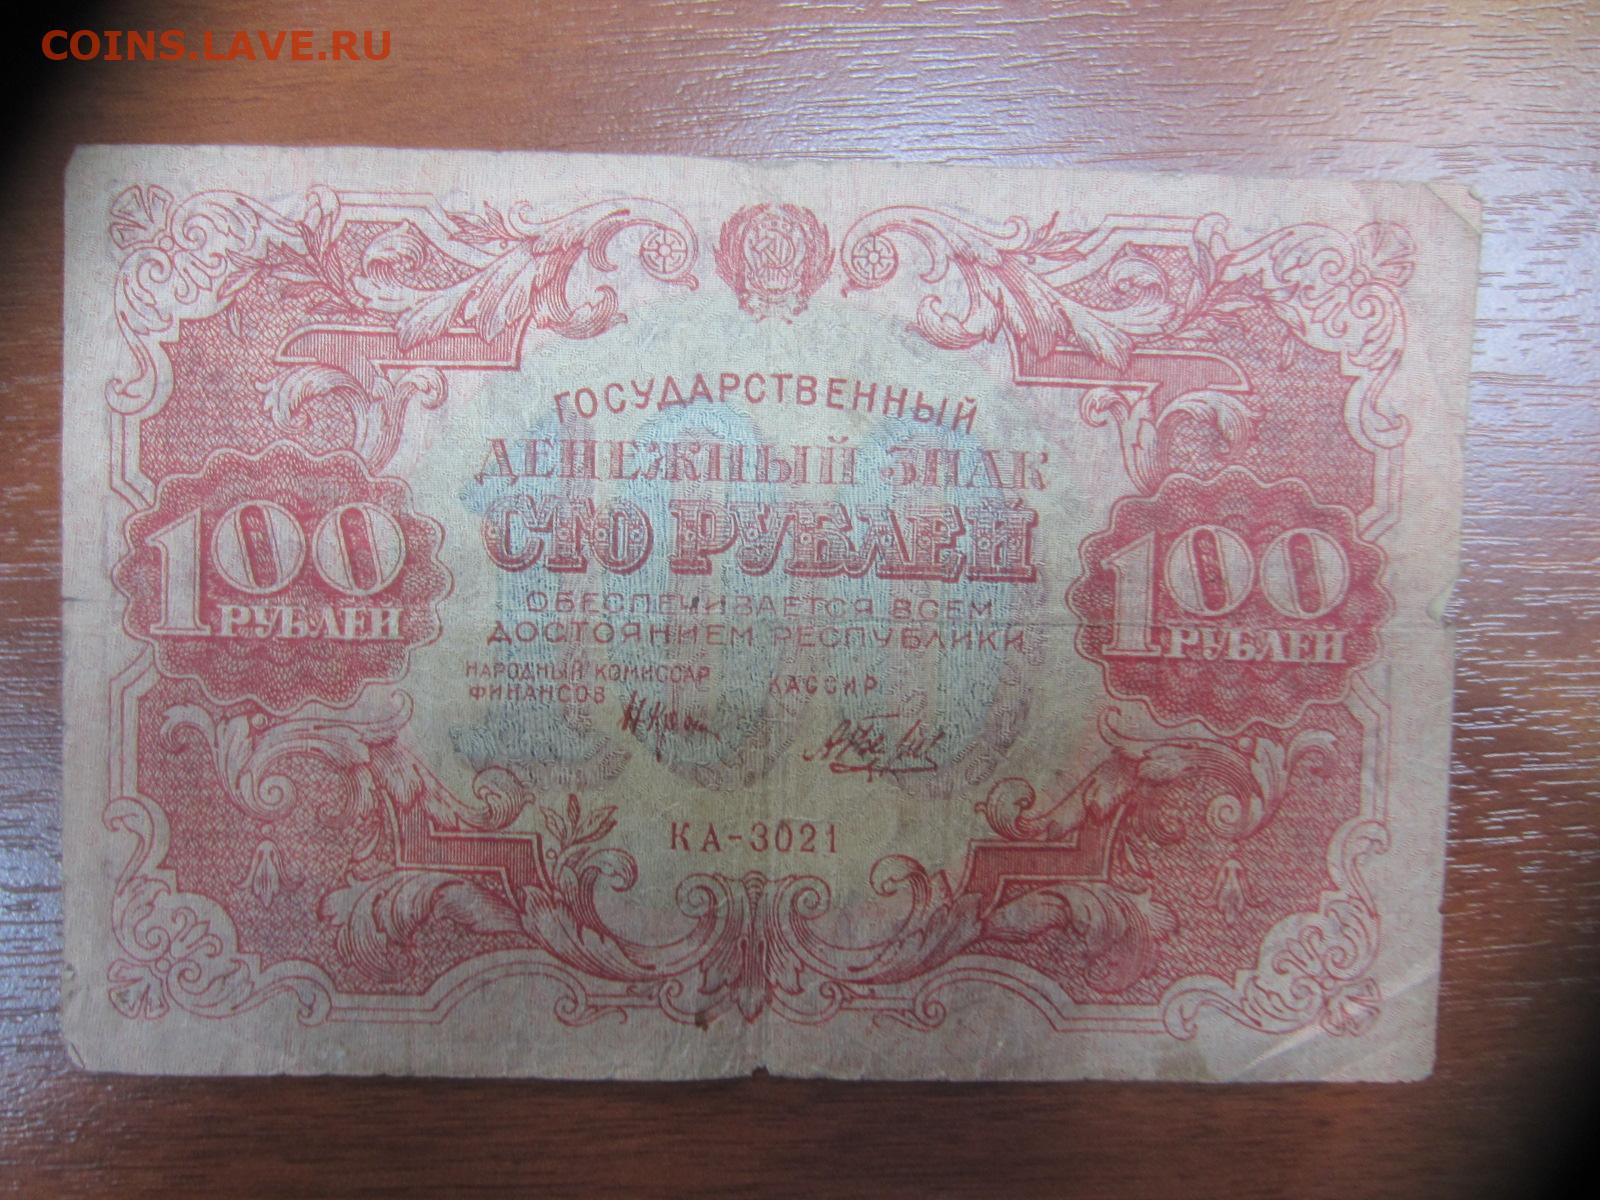 COINS.LAVE.RU
ГОСУДАРСТВЕННЫЙ
ДЕНЕЖНЫЙ ЗНАК
СТО РУБЛЕЙ
100
ОБЕСПЕЧИВАЕТСЯ ВСЕМ
ДОСТОЯНИЕМ РЕСПУБЛИКИ
НАРОДНЫЙ КОМИССАР
ФИНАНСОВ
КАССИР
КА-3021
100
РУБЛЕЙ
100
РУБЛЕЙ